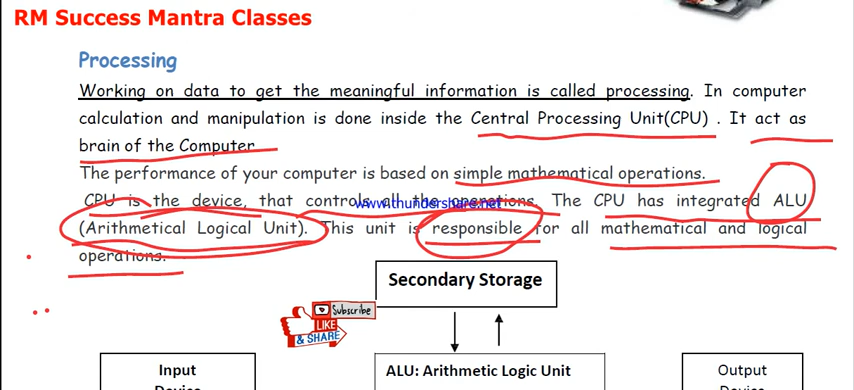 RM Success Mantra Classes
Processing
Working on data to get the meaningful information is called processing. In computer
calculation and manipulation is done inside the Central Processing Unit(CPU) . It act as
brain of the Computer
The performance of your computer is based on simple mathematical operations.
CPU is the device, that controls all the operations. The CPU has integrated ALU
www.thundershare.net
(Arithmetical Logical Unit). This unit is responsible for all mathematical and logical
operations.
Secondary Storage
Subscribe
LIKE
& SHARE
Input
Device
ALU: Arithmetic Logic Unit
Output
Device